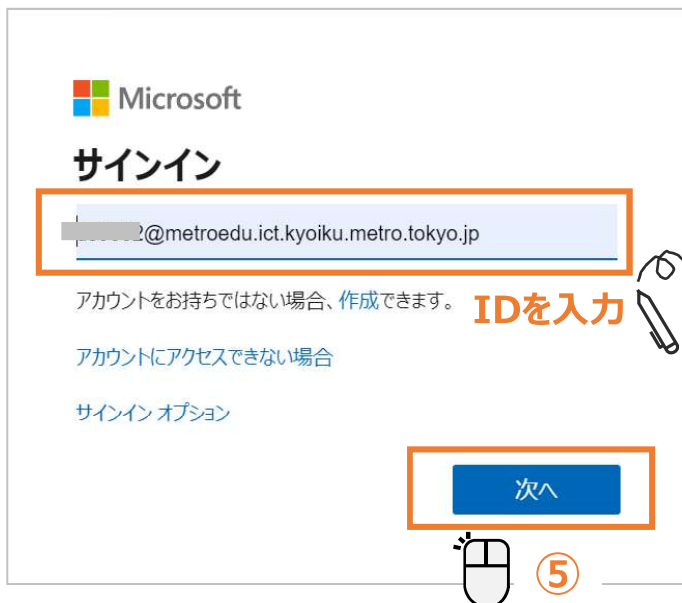 Microsoft
サインイン
@metroedu.ict.kyoiku.metro.tokyo.jp
アカウントをお持ちではない場合、作成できます。
IDを入力
アカウントにアクセスできない場合
サインイン オプション
次へ
⑤